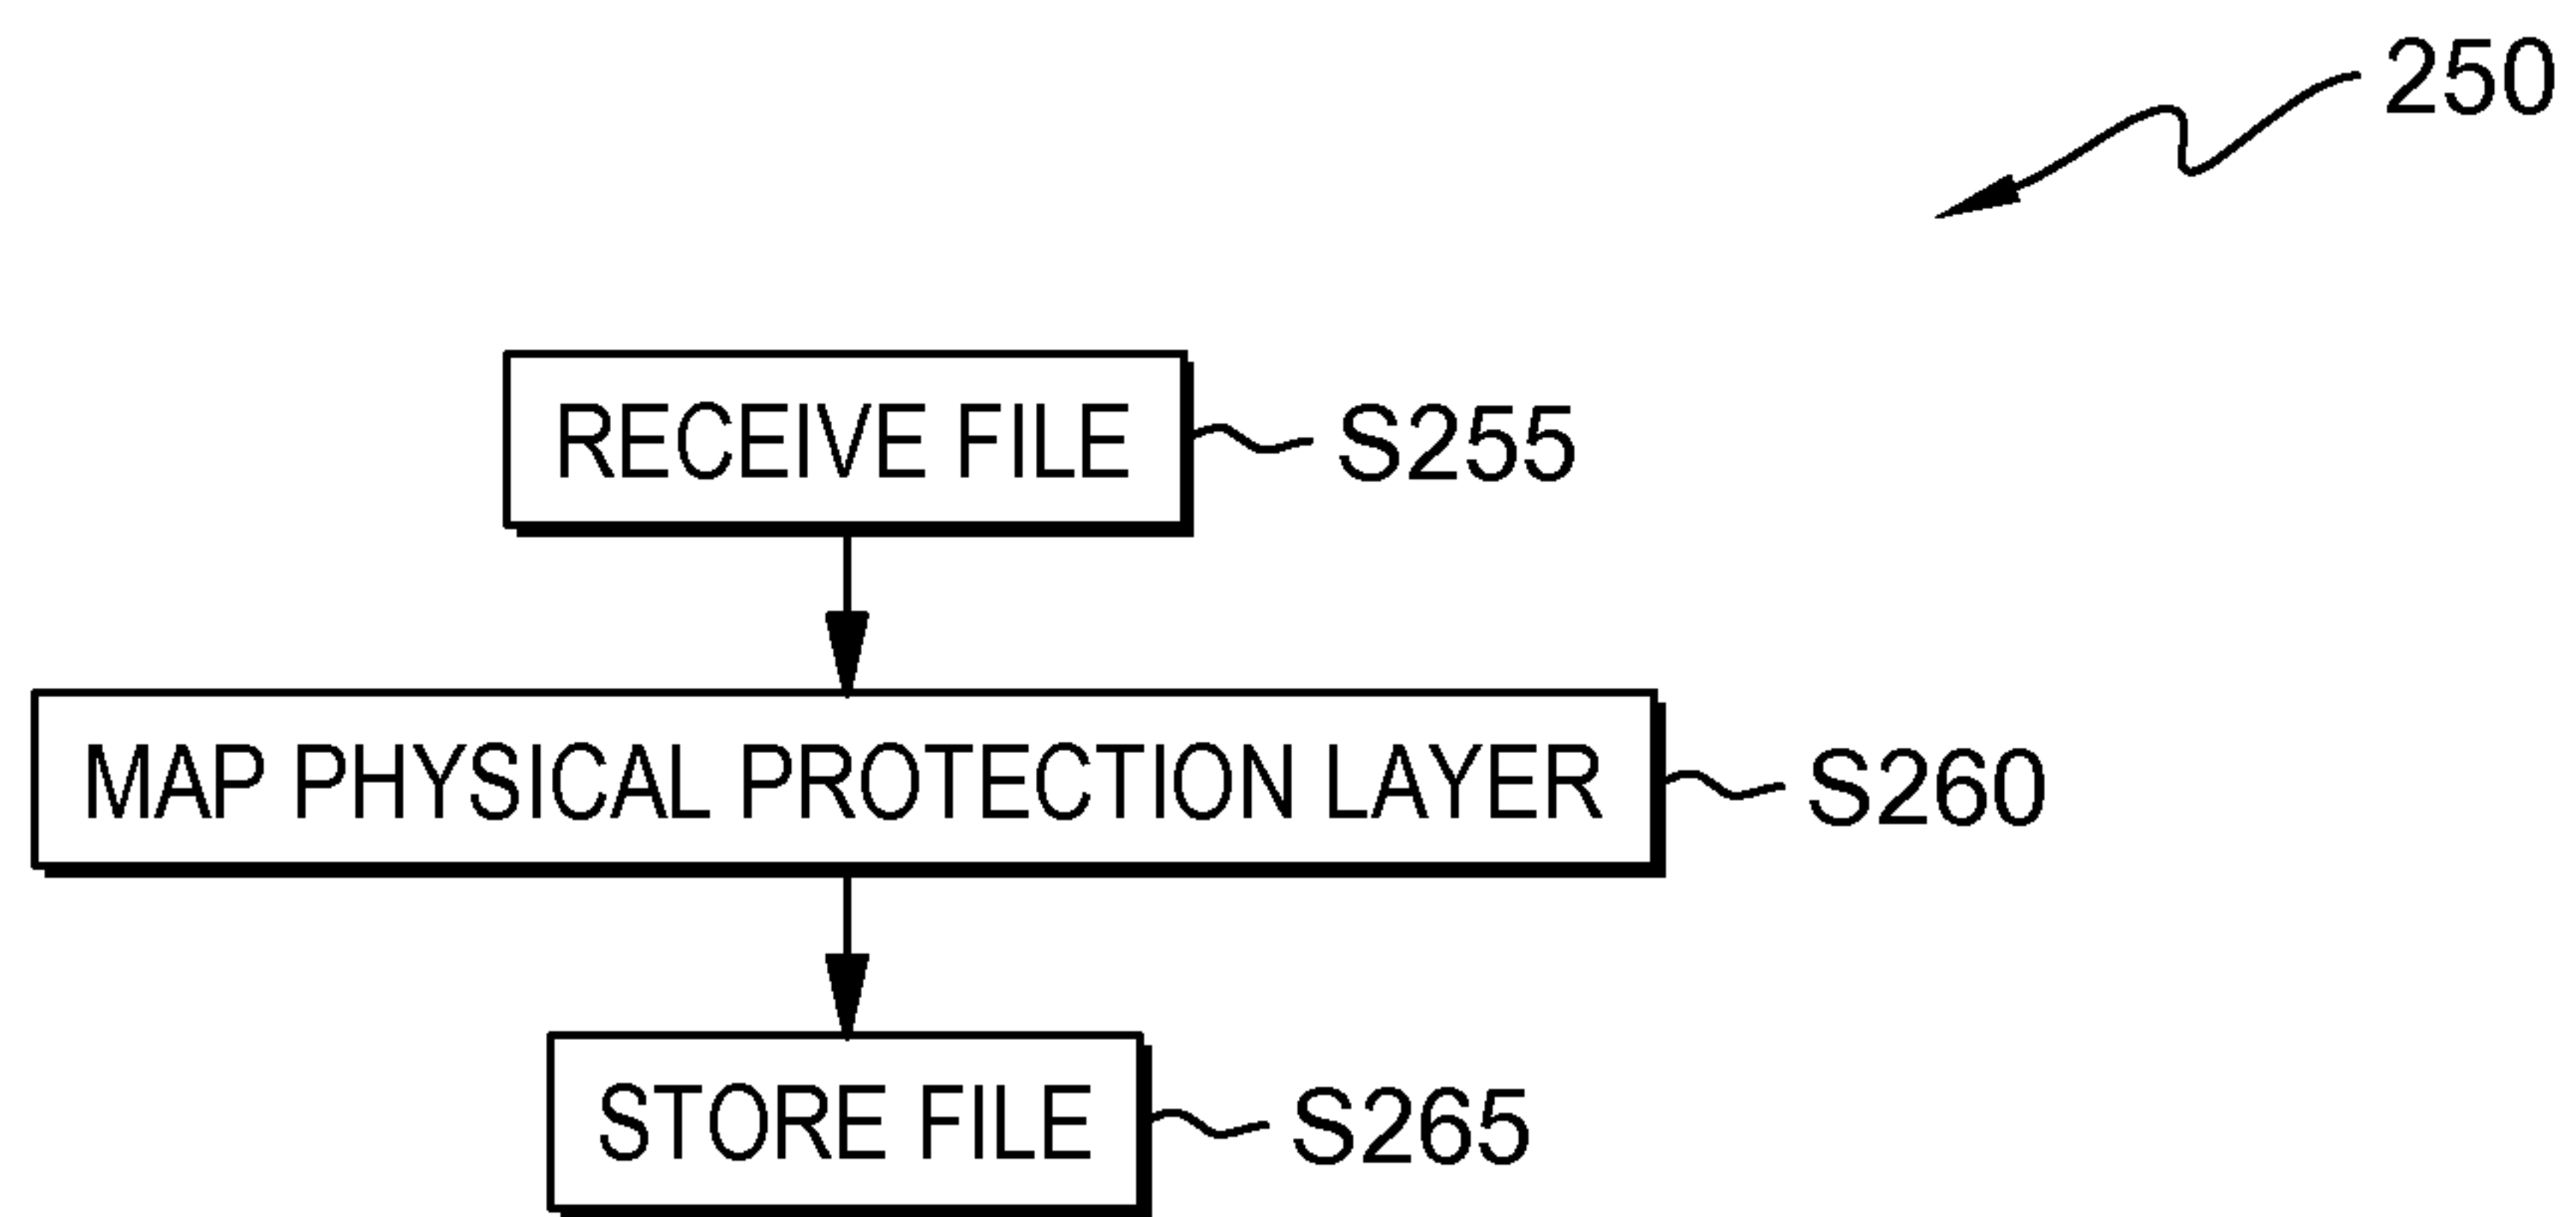 250
RECEIVE FILE S255
MAP PHYSICAL PROTECTION LAYER S260
STORE FILE S265